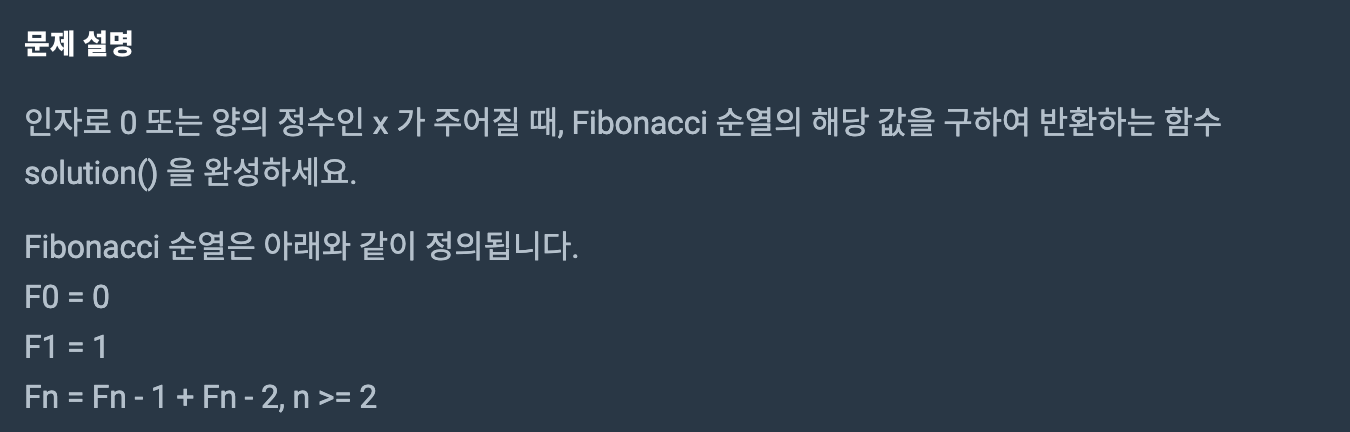 문제 설명
인자로 0 또는 양의 정수인 x 가 주어질 때, Fibonacci 순열의 해당 값을 구하여 반환하는 함수
solution() 을 완성하세요.
Fibonacci 순열은 아래와 같이 정의됩니다.
F0 = 0
F1 = 1
Fn = Fn - 1 + Fn - 2, n >= 2